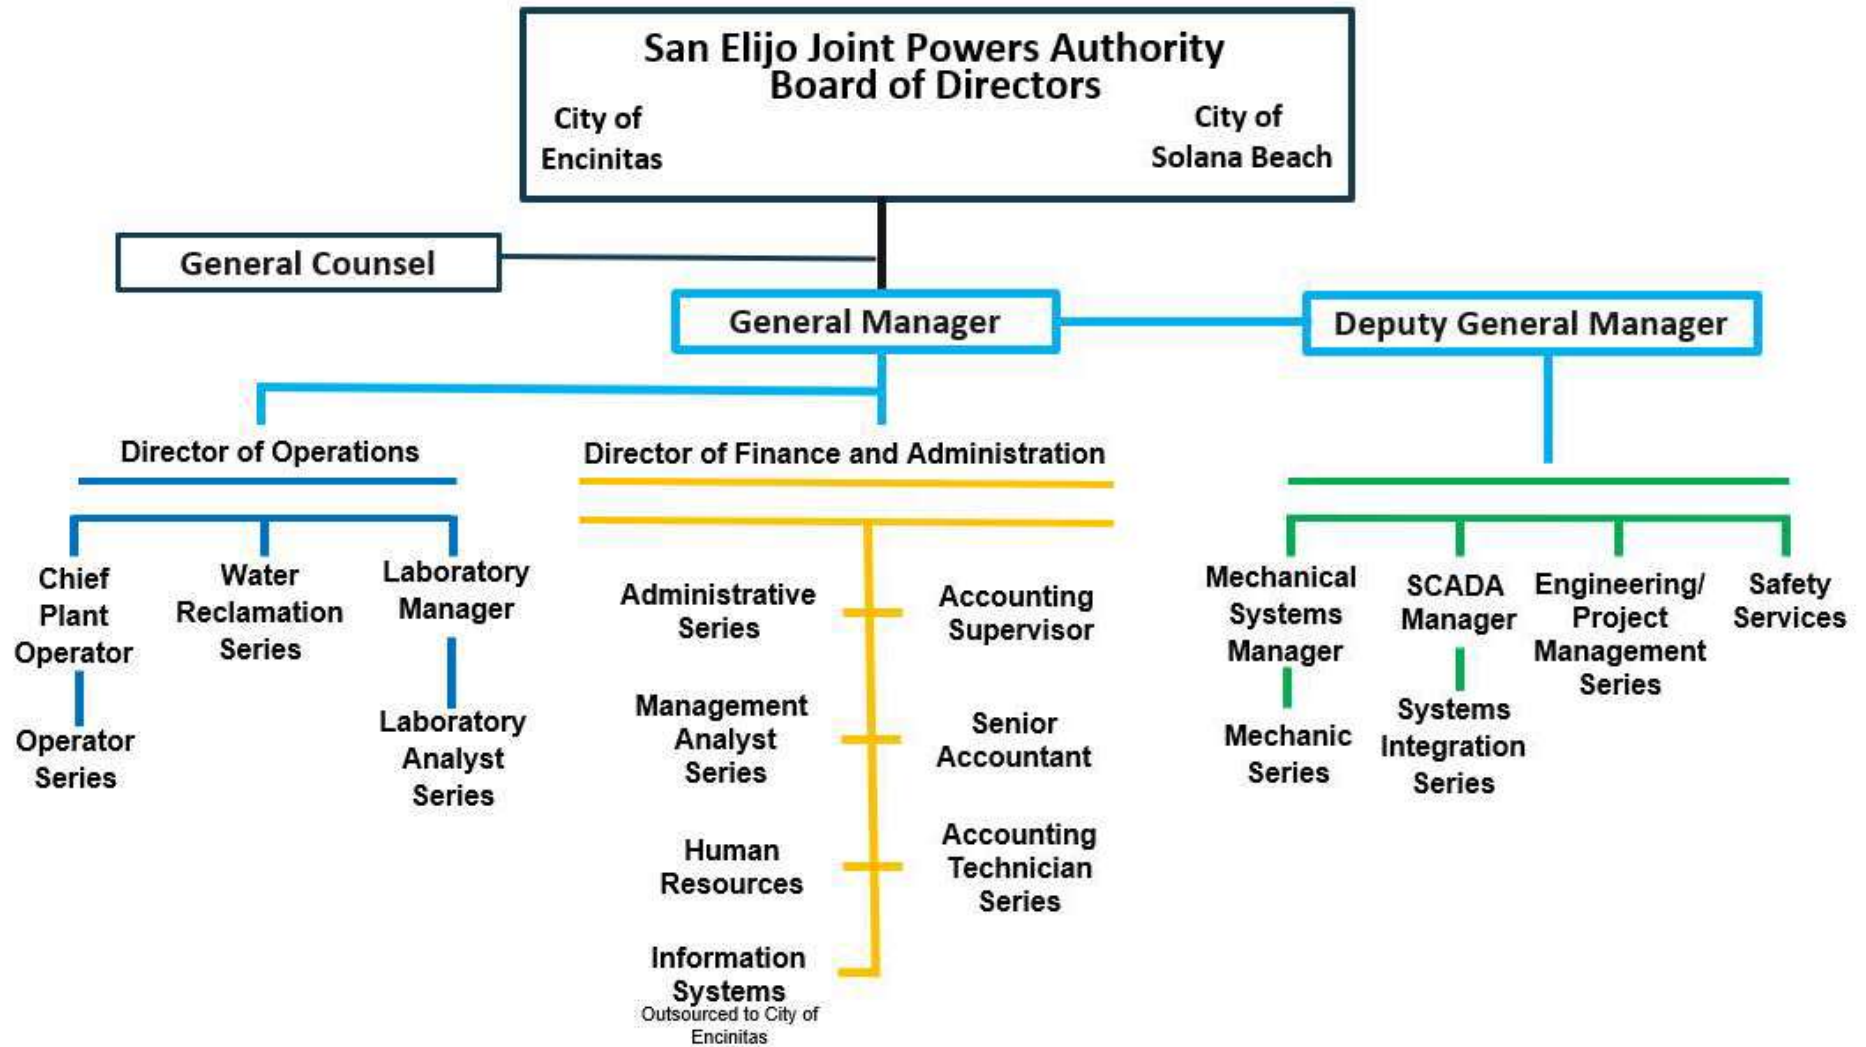 San Elijo Joint Powers Authority
Board of Directors
City of
Encinitas
City of
Solana Beach
General Counsel
General Manager
Deputy General Manager
Director of Operations
Chief
Plant
Operator
Operator
Series
Water
Reclamation
Series
Laboratory
Manager
Laboratory
Analyst
Series
Director of Finance and Administration
Administrative
Series
Management
Analyst
Series
Human
Resources
Information
Systems
Outsourced to City of
Encinitas
Accounting
Supervisor
Senior
Accountant
Accounting
Technician
Series
Mechanical
Systems
Manager
Mechanic
Series
SCADA
Manager
Systems
Integration
Series
Engineering/
Project
Management
Series
Safety
Services